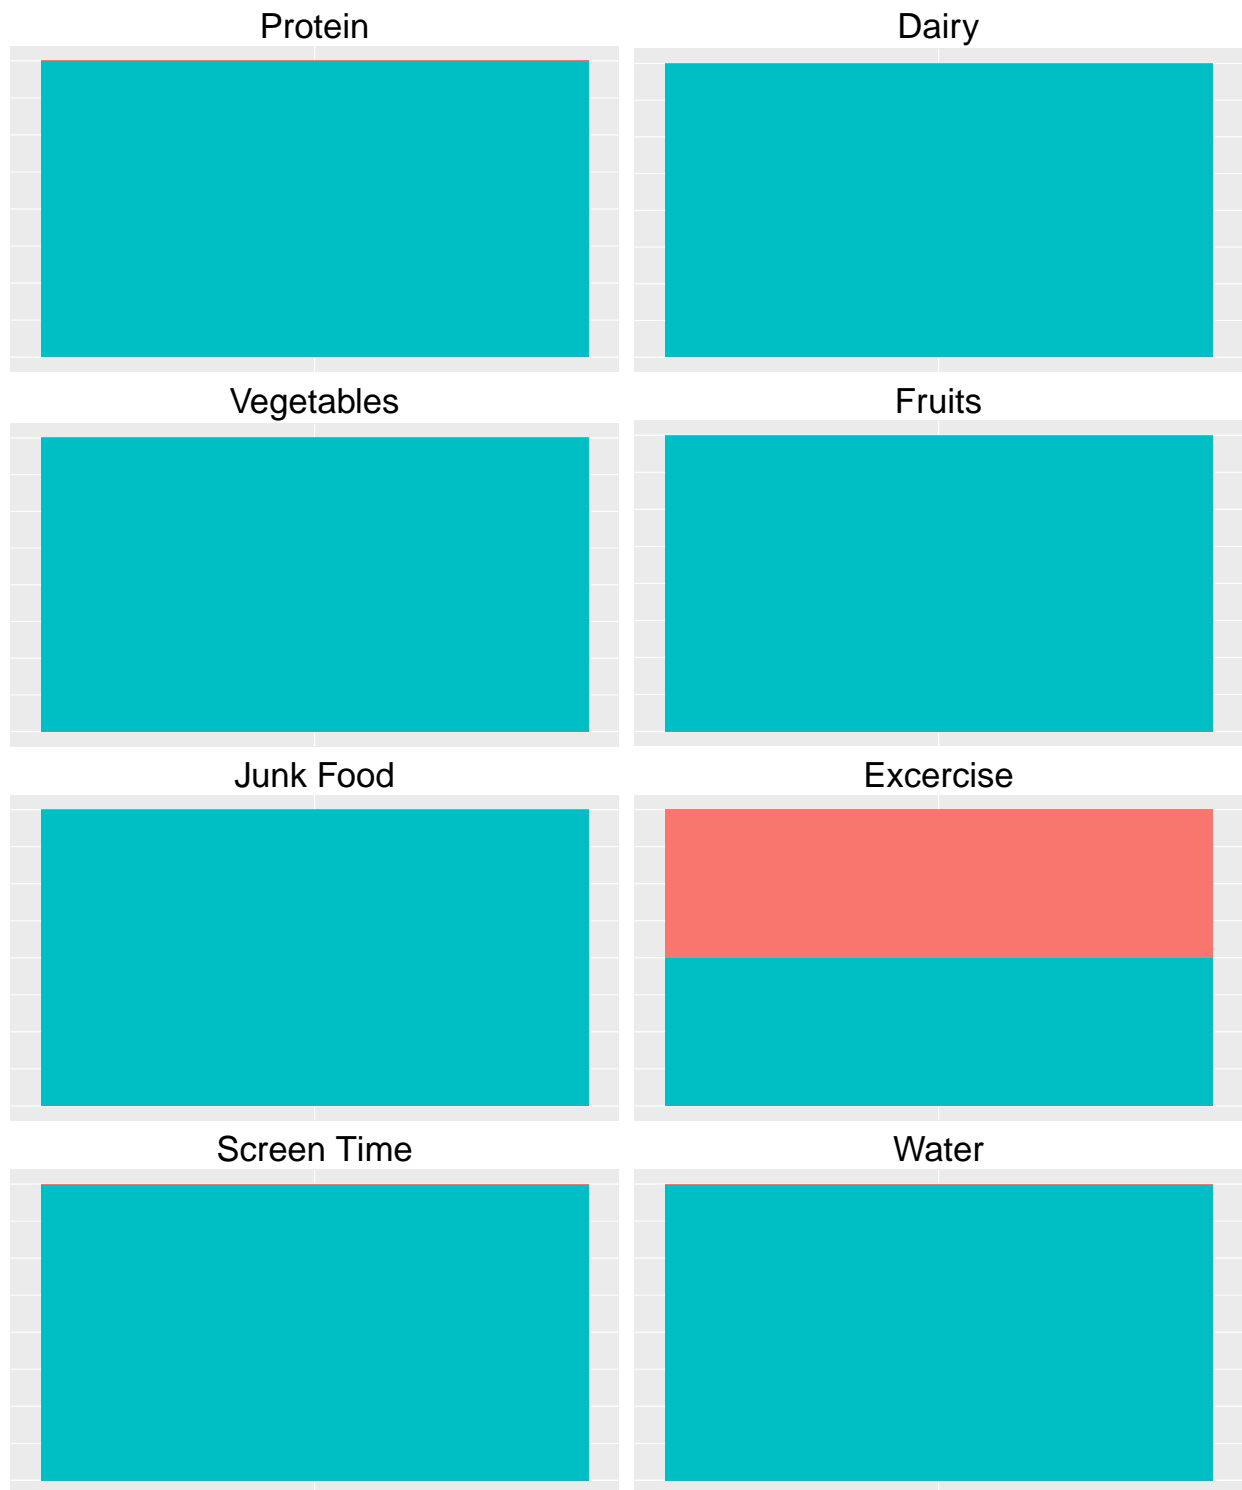 Protein
Dairy
Vegetables
Fruits
Junk Food
Excercise
Screen Time
Water